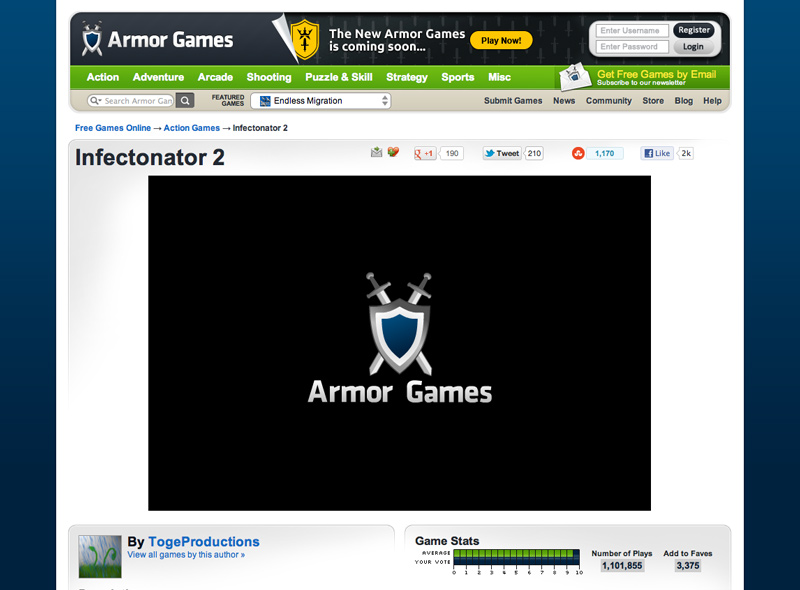 Armor Games
The New Armor Games
is coming soon...
Play Now!
Enter Username
Register
Enter Password
Login
Action Adventure Arcade Shooting Puzzle & Skill Strategy Sports Misc
Get Free Games by Email
Subscribe to our newsletter
Search Armor Gam
FEATURED
GAMES
Endless Migration
Submit Games News Community Store Blog Help
Free Games Online → Action Games → Infectonator 2
Infectonator 2
+1 190
Tweet 210
1,170
Like 2k
Armor Games
By TogeProductions
View all games by this author »
Game Stats
AVERAGE
YOUR VOTE
0 1 2 3 4 5 6 7 8 9 10
Number of Plays
1,101,855
Add to Faves
3,375